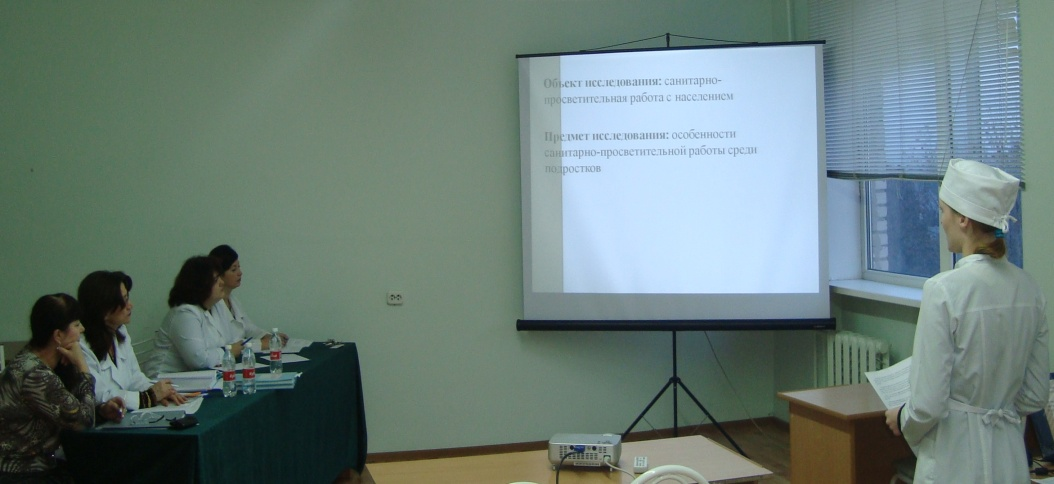 Объект исследования: санитарно-
просветительная работа с населением
Предмет исследования: особенности
санитарно-просветительной работы среди
подростков